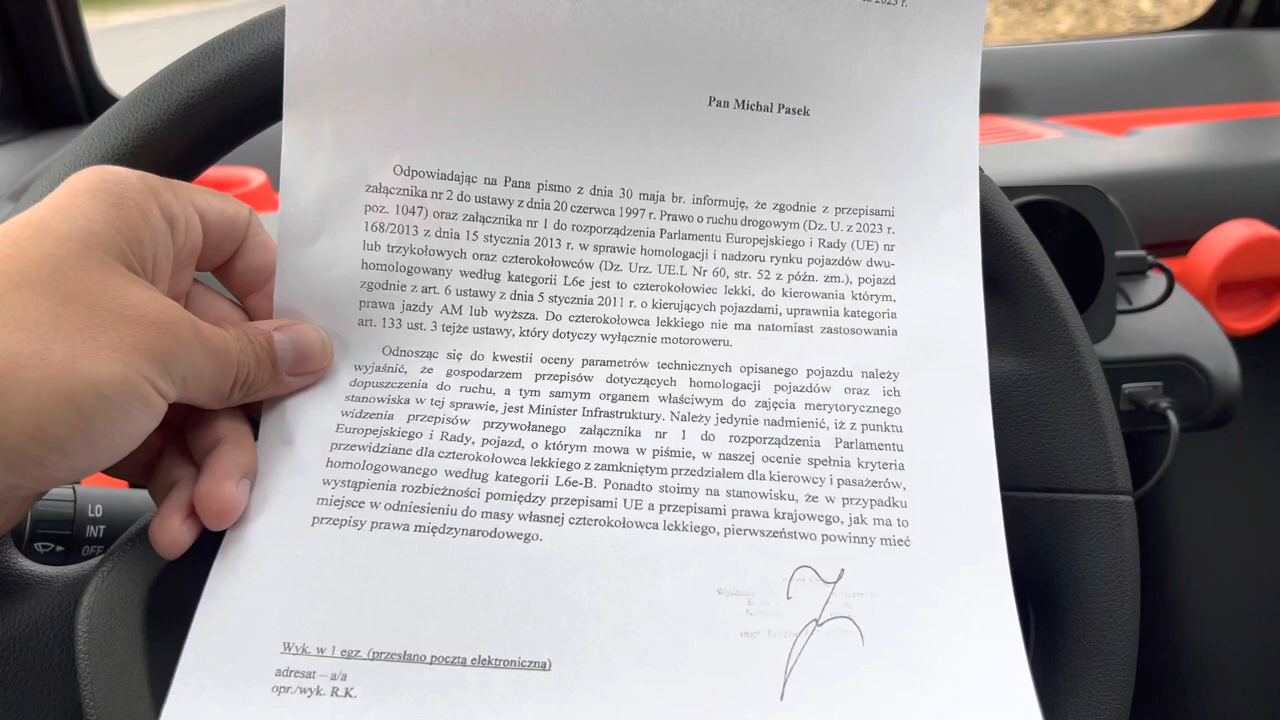 2023 r.
Pan Michał Pasek
Odpowiadając na Pana pismo z dnia 30 maja br. informuję, że zgodnie z przepisami
załącznika nr 2 do ustawy z dnia 20 czerwca 1997 r. Prawo o ruchu drogowym (Dz. U. z 2023 r.
poz. 1047) oraz załącznika nr 1 do rozporządzenia Parlamentu Europejskiego i Rady (UE) nr
168/2013 z dnia 15 stycznia 2013 r. w sprawie homologacji i nadzoru rynku pojazdów dwu-
lub trzykołowych oraz czterokołowców (Dz. Urz. UE.L Nr 60, str. 52 z późn. zm.), pojazd
homologowany według kategorii L6e jest to czterokołowiec lekki, do kierowania którym,
zgodnie z art. 6 ustawy z dnia 5 stycznia 2011 r. o kierujących pojazdami, uprawnia kategoria
prawa jazdy AM lub wyższa. Do czterokołowca lekkiego nie ma natomiast zastosowania
art. 133 ust. 3 tejże ustawy, który dotyczy wyłącznie motoroweru.
Odnosząc się do kwestii oceny parametrów technicznych opisanego pojazdu należy
wyjaśnić, że gospodarzem przepisów dotyczących homologacji pojazdów oraz ich
dopuszczenia do ruchu, a tym samym organem właściwym do zajęcia merytorycznego
stanowiska w tej sprawie, jest Minister Infrastruktury. Należy jedynie nadmienić, iż z punktu
widzenia przepisów przywołanego załącznika nr 1 do rozporządzenia Parlamentu
Europejskiego i Rady, pojazd, o którym mowa w piśmie, w naszej ocenie spełnia kryteria
przewidziane dla czterokołowca lekkiego z zamkniętym przedziałem dla kierowcy i pasażerów,
homologowanego według kategorii L6e-B. Ponadto stoimy na stanowisku, że w przypadku
wystąpienia rozbieżności pomiędzy przepisami UE a przepisami prawa krajowego, jak ma to
miejsce w odniesieniu do masy własnej czterokołowca lekkiego, pierwszeństwo powinny mieć
przepisy prawa międzynarodowego.
Wyk. w 1 egz. (przesłano pocztą elektroniczną)
adresat – a/a
opr./wyk. R.K.
LO
INT
OFF